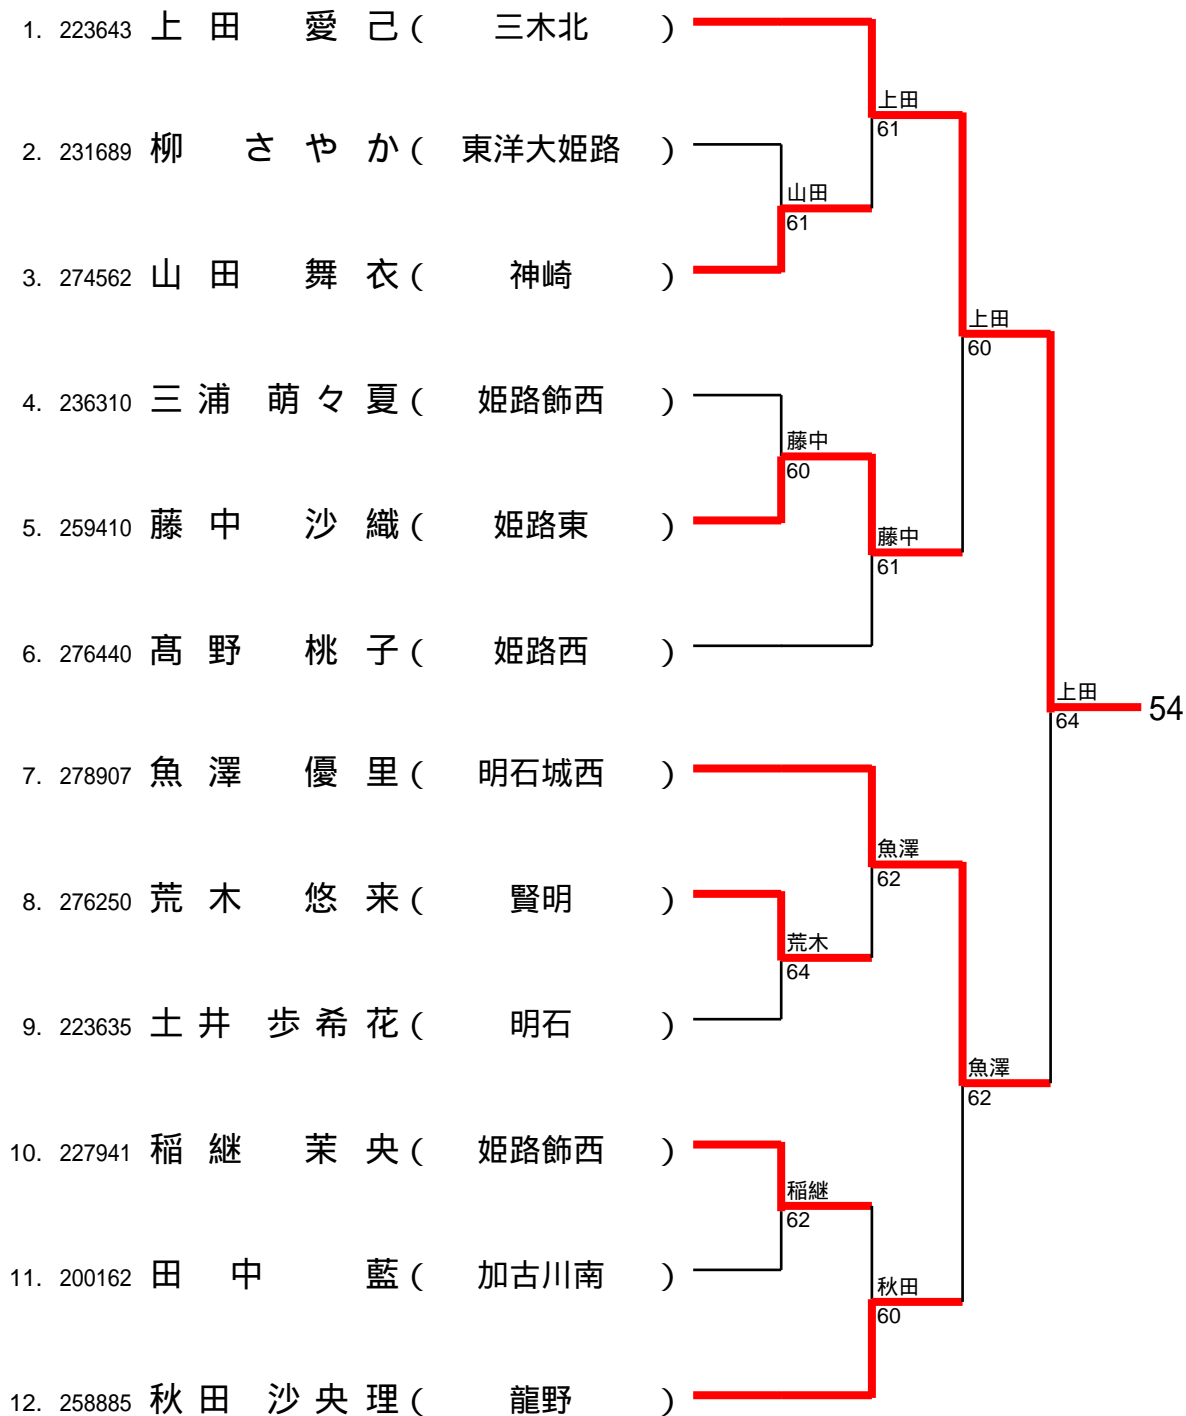 1. 223643 上田 愛己 ( 三木北 )
上田
61
2. 231689 柳 さやか ( 東洋大姫路 )
山田
61
3. 274562 山田 舞衣 ( 神崎 )
上田
60
4. 236310 三浦 萌々夏 ( 姫路飾西 )
藤中
60
5. 259410 藤中 沙織 ( 姫路東 )
藤中
61
6. 276440 髙野 桃子 ( 姫路西 )
上田
64
54
7. 278907 魚澤 優里 ( 明石城西 )
魚澤
62
8. 276250 荒木 悠来 ( 賢明 )
荒木
64
9. 223635 土井 歩希花 ( 明石 )
魚澤
62
10. 227941 稲継 茉央 ( 姫路飾西 )
稲継
62
11. 200162 田中 藍 ( 加古川南 )
秋田
60
12. 258885 秋田 沙央理 ( 龍野 )